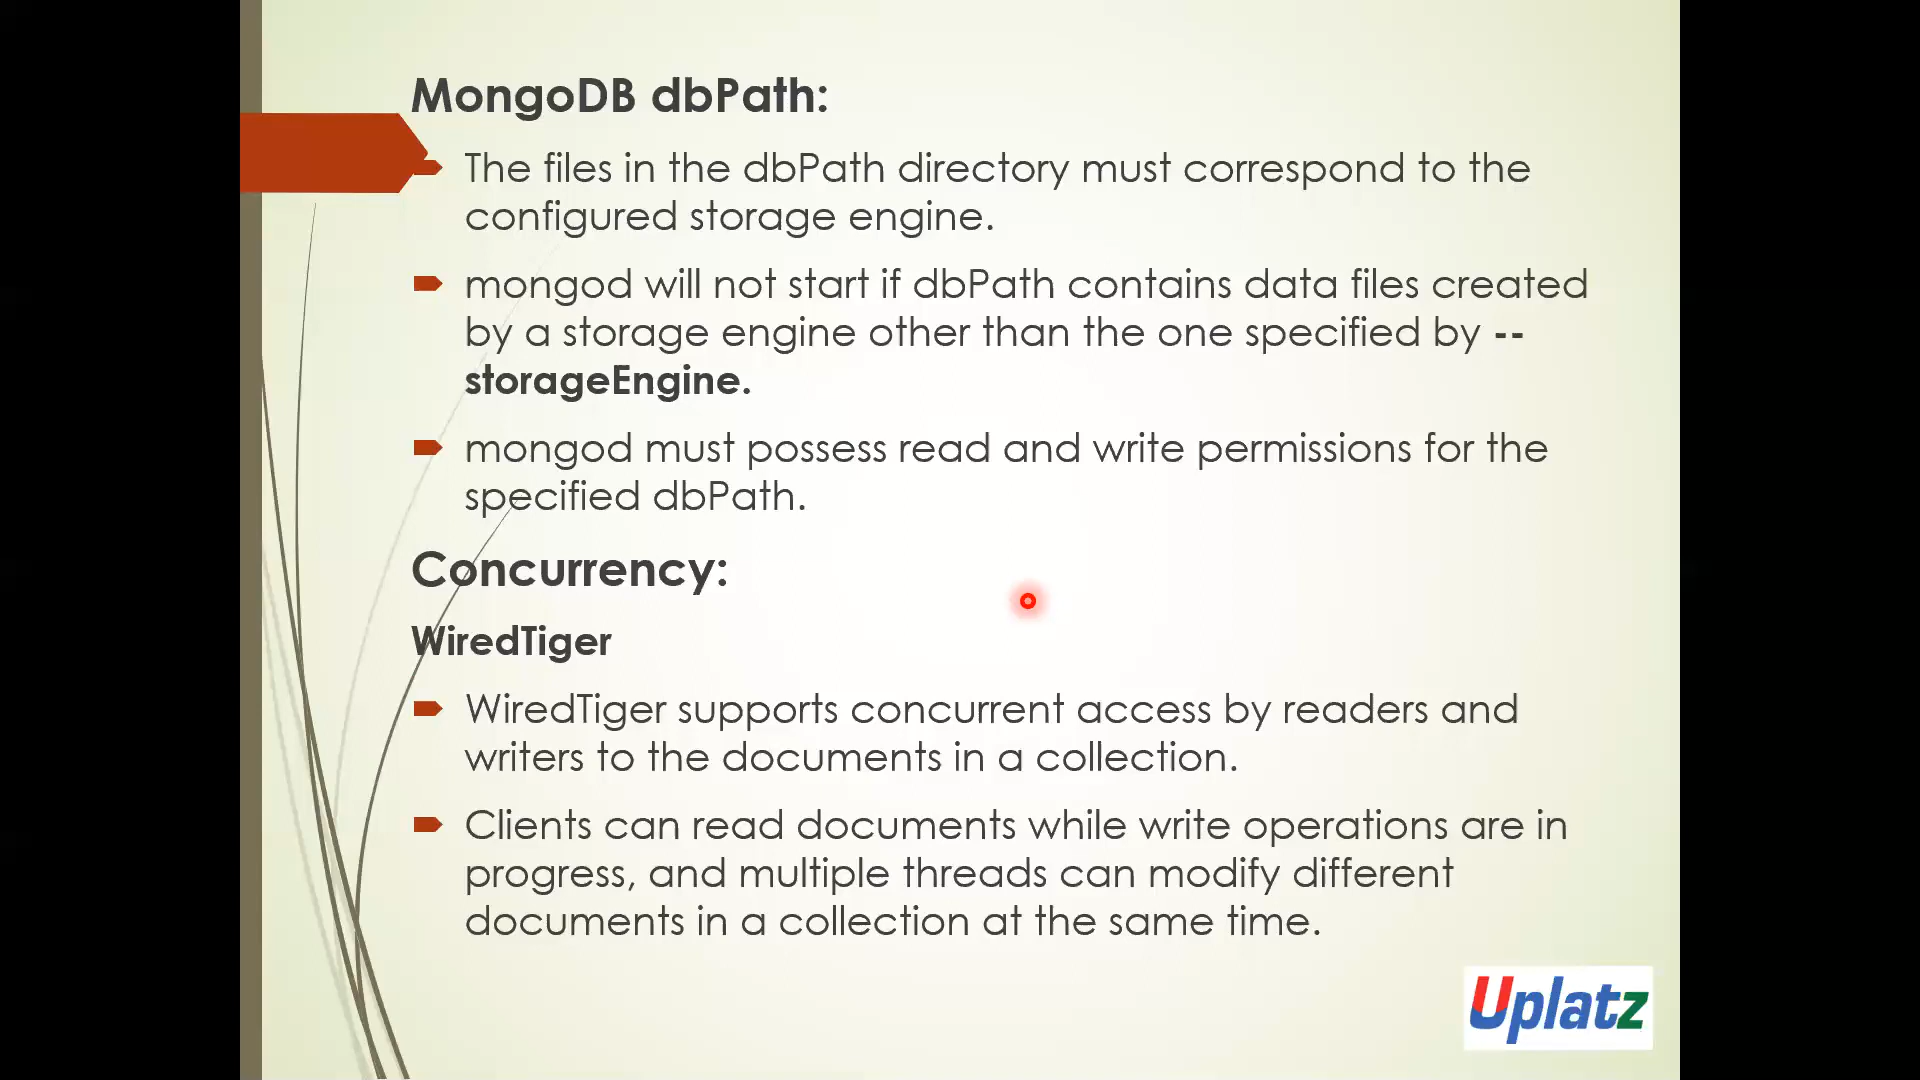 MongoDB dbPath:
The files in the dbPath directory must correspond to the
configured storage engine.
mongod will not start if dbPath contains data files created
by a storage engine other than the one specified by --
storageEngine.
mongod must possess read and write permissions for the
specified dbPath.
Concurrency:
WiredTiger
WiredTiger supports concurrent access by readers and
writers to the documents in a collection.
Clients can read documents while write operations are in
progress, and multiple threads can modify different
documents in a collection at the same time.
Uplatz